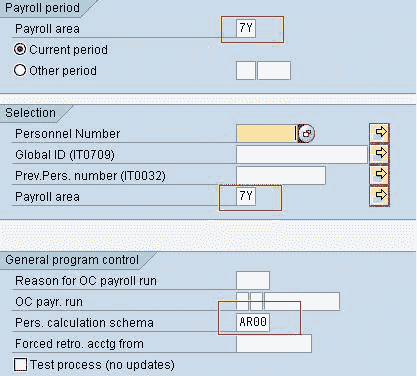 Payroll period
Payroll area 7Y
Current period
Other period
Selection
Personnel Number
Global ID (IT0709)
Prev.Pers. number (IT0032)
Payroll area 7Y
General program control
Reason for OC payroll run
OC payr. run
Pers. calculation schema AR00
Forced retro. acctg from
Test process (no updates)